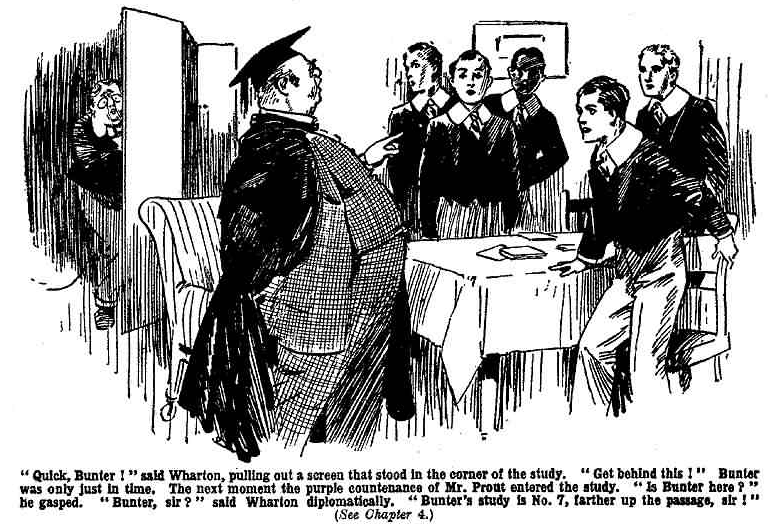 “ Quick, Bunter ! ” said Wharton, pulling out a screen that stood in the corner of the study. “ Get behind this ! ” Bunter
was only just in time. The next moment the purple countenance of Mr. Prout entered the study. “ Is Bunter here ? ”
he gasped. “ Bunter, sir ? ” said Wharton diplomatically. “ Bunter's study is No. 7, farther up the passage, sir ! ”
(See Chapter 4.)